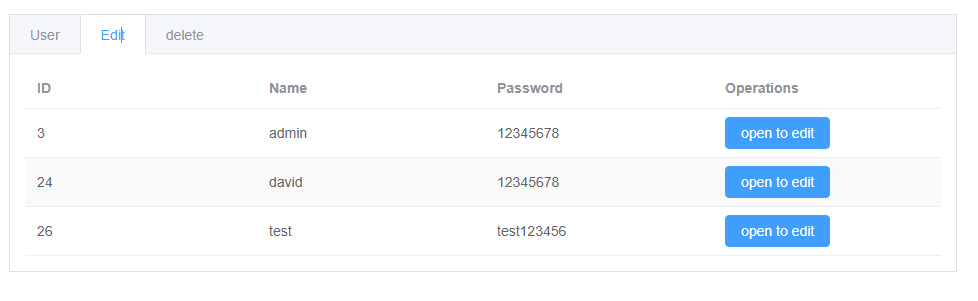 User Edit delete
ID Name Password Operations
3 admin 12345678 open to edit
24 david 12345678 open to edit
26 test test123456 open to edit